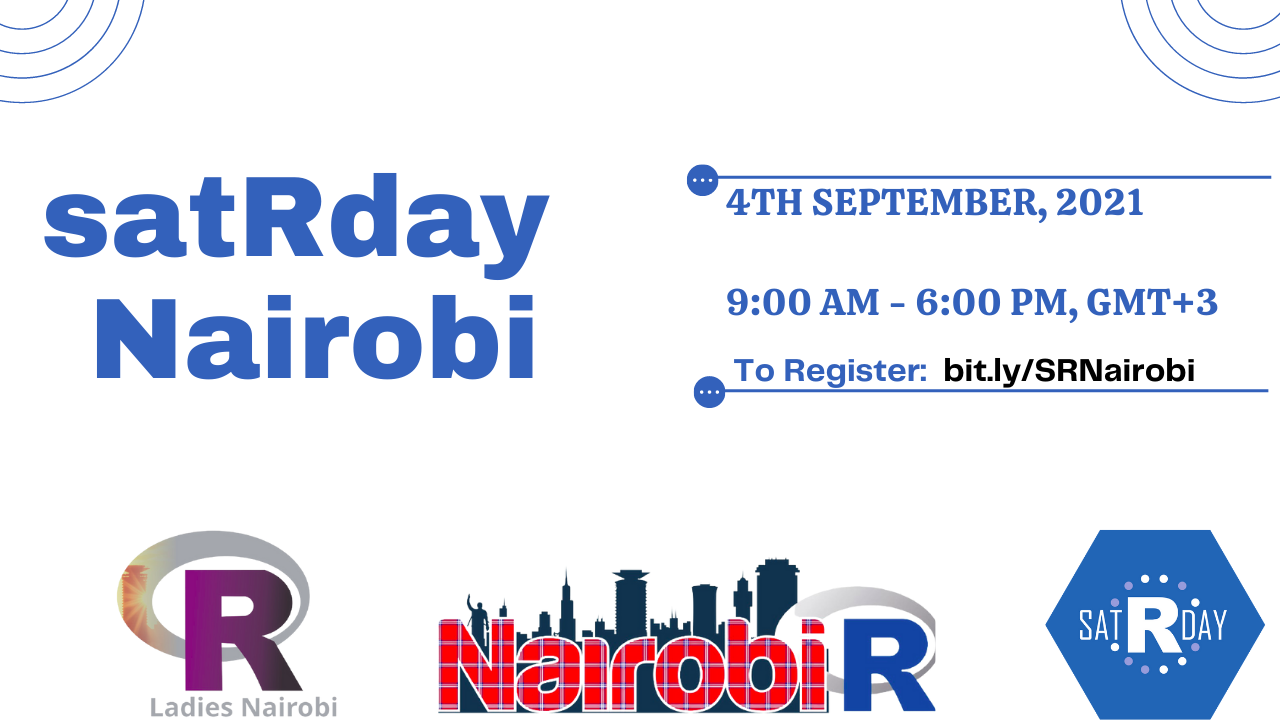 satRday
Nairobi
4TH SEPTEMBER, 2021
9:00 AM - 6:00 PM, GMT+3
To Register: bit.ly/SRNairobi
R
Ladies Nairobi
Nairobi R
SATRDAY